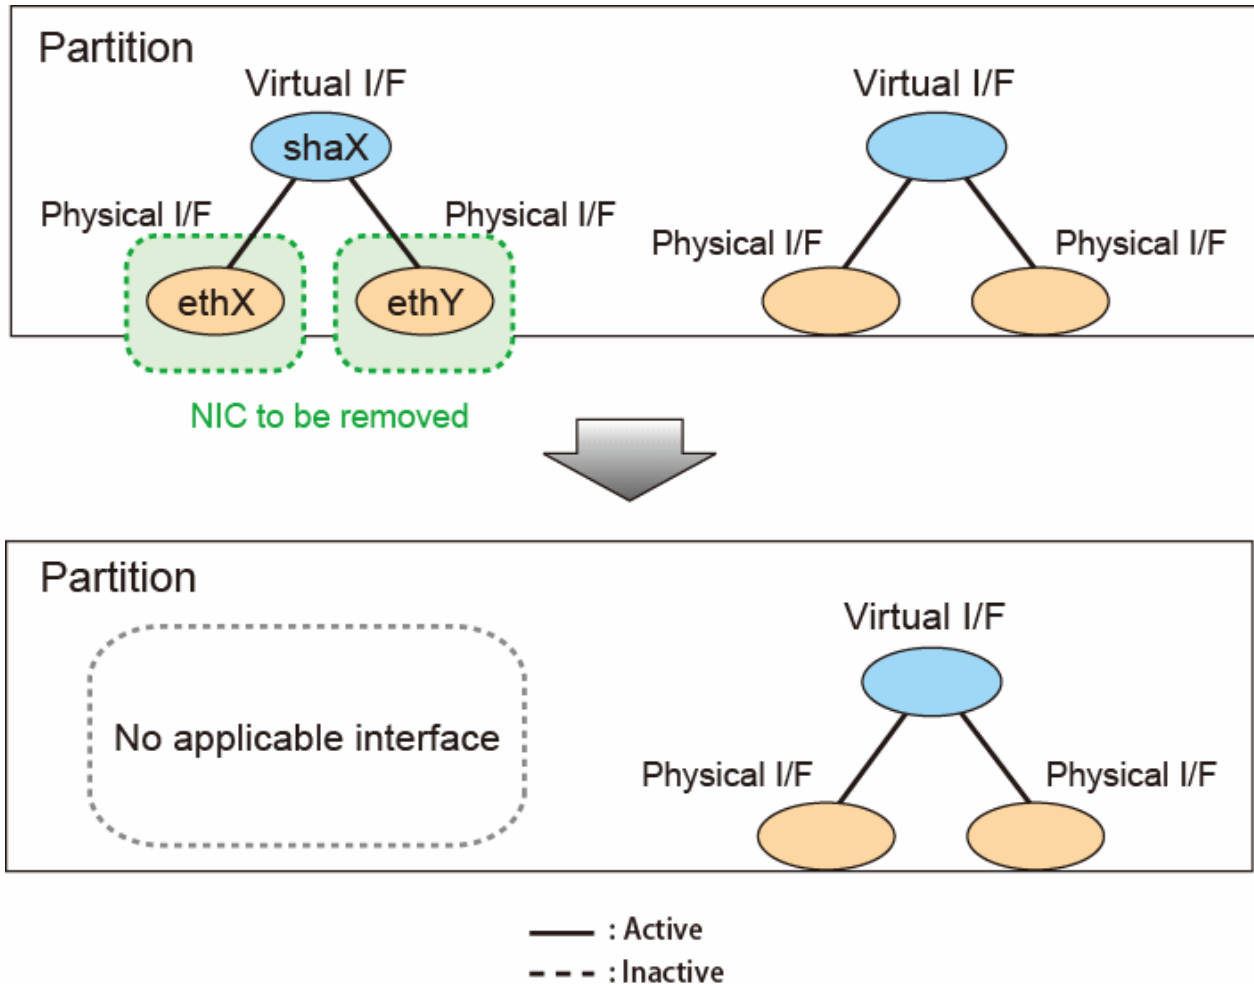 Partition
Virtual I/F
Virtual I/F
shaX
Physical I/F
Physical I/F
Physical I/F
Physical I/F
ethX
ethY
NIC to be removed
Partition
Virtual I/F
No applicable interface
Physical I/F
Physical I/F
: Active
: Inactive